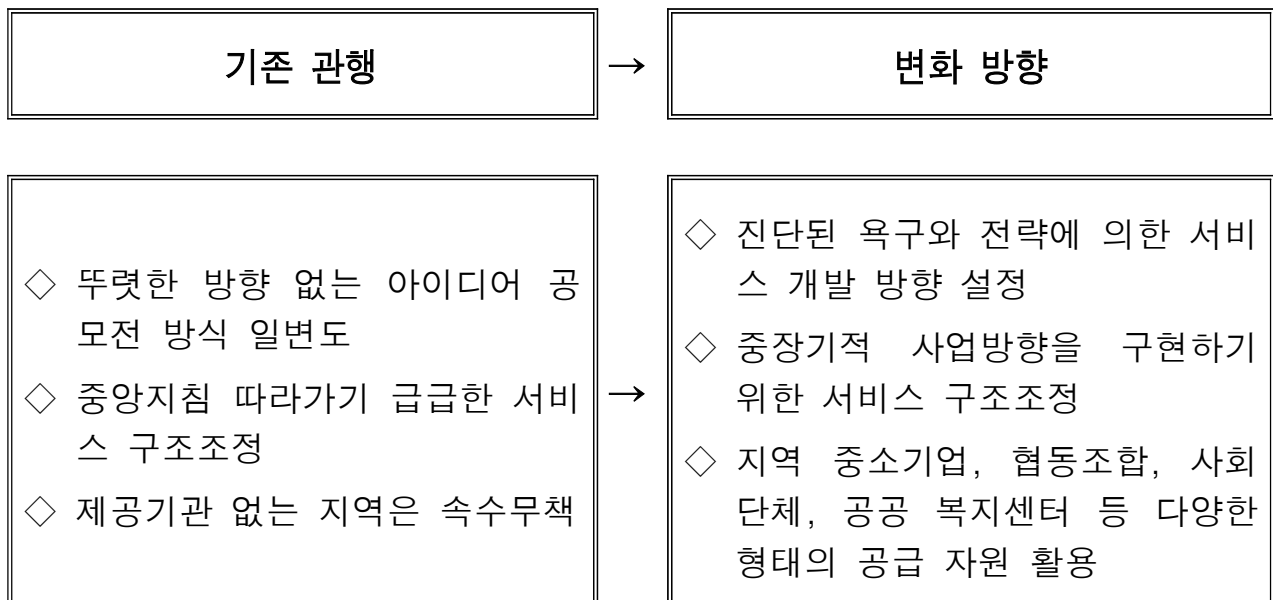 기존 관행
→
변화 방향
◇ 뚜렷한 방향 없는 아이디어 공
모전 방식 일변도
◇ 중앙지침 따라가기 급급한 서비
스 구조조정
◇ 제공기관 없는 지역은 속수무책
→
◇ 진단된 욕구와 전략에 의한 서비
스 개발 방향 설정
◇ 중장기적 사업방향을 구현하기
위한 서비스 구조조정
◇ 지역 중소기업, 협동조합, 사회
단체, 공공 복지센터 등 다양한
형태의 공급 자원 활용